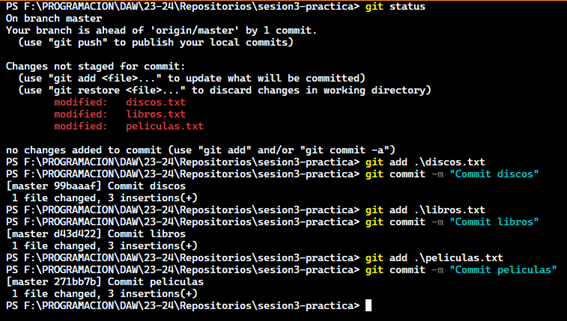 PS F:\PROGRAMACION\DAW\23-24\Repositorios\sesion3-practica> git status
On branch master
Your branch is ahead of 'origin/master' by 1 commit.
  (use "git push" to publish your local commits)

Changes not staged for commit:
  (use "git add <file>..." to update what will be committed)
  (use "git restore <file>..." to discard changes in working directory)
        modified:   discos.txt
        modified:   libros.txt
        modified:   peliculas.txt

no changes added to commit (use "git add" and/or "git commit -a")
PS F:\PROGRAMACION\DAW\23-24\Repositorios\sesion3-practica> git add .\discos.txt
PS F:\PROGRAMACION\DAW\23-24\Repositorios\sesion3-practica> git commit -m "Commit discos"
[master 99baaaf] Commit discos
 1 file changed, 3 insertions(+)
PS F:\PROGRAMACION\DAW\23-24\Repositorios\sesion3-practica> git add .\libros.txt
PS F:\PROGRAMACION\DAW\23-24\Repositorios\sesion3-practica> git commit -m "Commit libros"
[master d43d422] Commit libros
 1 file changed, 3 insertions(+)
PS F:\PROGRAMACION\DAW\23-24\Repositorios\sesion3-practica> git add .\peliculas.txt
PS F:\PROGRAMACION\DAW\23-24\Repositorios\sesion3-practica> git commit -m "Commit peliculas"
[master 271bb7b] Commit peliculas
 1 file changed, 3 insertions(+)
PS F:\PROGRAMACION\DAW\23-24\Repositorios\sesion3-practica>